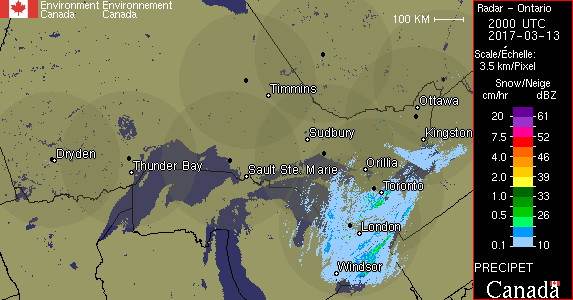 Environment Environnement
Canada Canada
100 KM
Timmins
Ottawa
Sudbury
Kingston
Dryden
Thunder Bay
Sault Ste. Marie
Orillia
Toronto
London
Windsor
Radar - Ontario
2000 UTC
2017-03-13
Scale/Échelle:
3.5 km/Pixel
Snow/Neige
cm/hr dBZ
20 61
7.5 52
4.0 46
2.0 39
1.0 33
0.5 26
0.1 10
PRECIPET
Canada